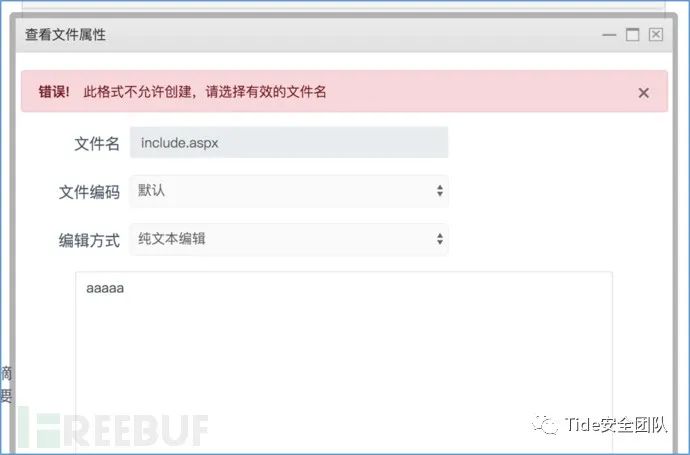 查看文件属性
错误! 此格式不允许创建，请选择有效的文件名
文件名 include.aspx
文件编码 默认
编辑方式 纯文本编辑
aaaaa
摘
要
FREEBUF
Tide安全团队